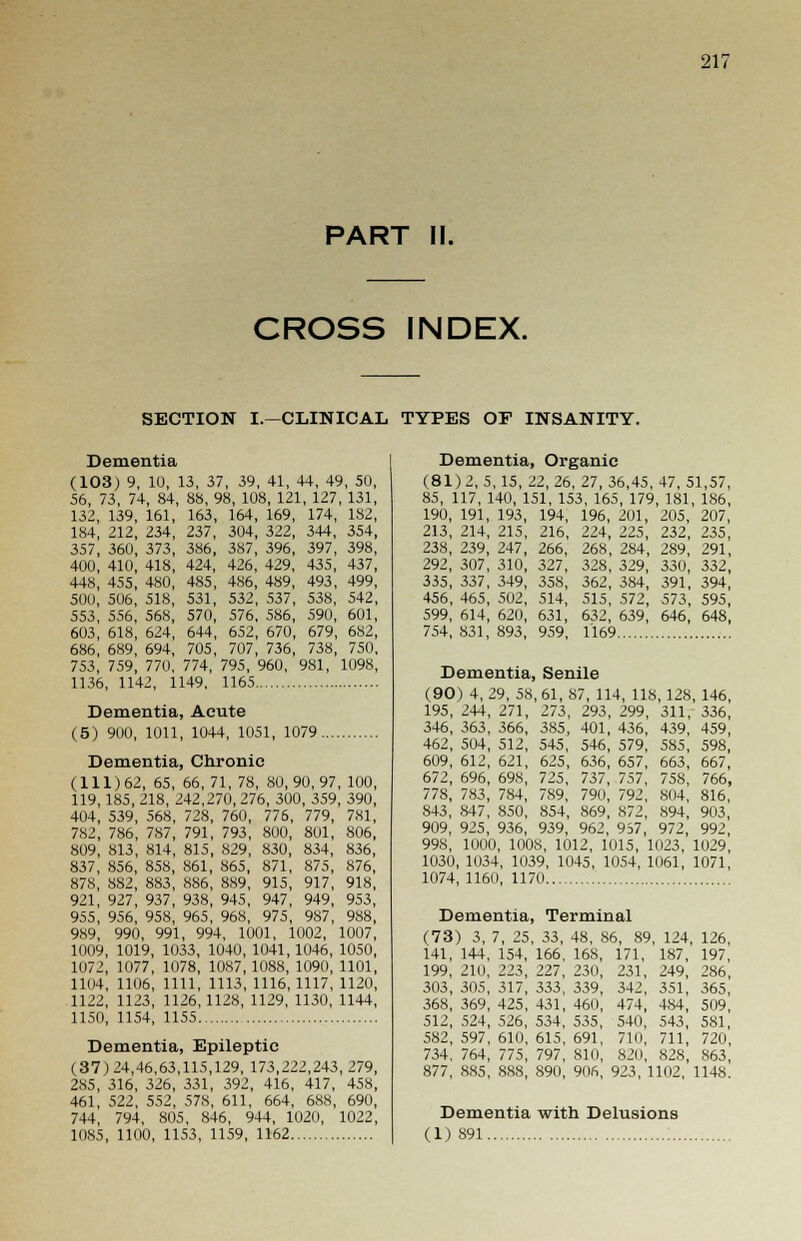 217
PART II.
CROSS INDEX.
SECTION I.—CLINICAL TYPES OF INSANITY.
Dementia
(103) 9, 10, 13, 37, 39, 41, 44, 49, 50,
56, 73, 74, 84, 88, 98, 108, 121, 127, 131,
132, 139, 161, 163, 164, 169, 174, 182,
184, 212, 234, 237, 304, 322, 344, 354,
357, 360, 373, 386, 387, 396, 397, 398,
400, 410, 418, 424, 426, 429, 435, 437,
448, 455, 480, 485, 486, 489, 493, 499,
500, 506, 518, 531, 532, 537, 538, 542,
553, 556, 568, 570, 576, 586, 590, 601,
603, 618, 624, 644, 652, 670, 679, 682,
686, 689, 694, 705, 707, 736, 738, 750,
753, 759, 770, 774, 795, 960, 981, 1098,
1136, 1142, 1149, 1165....................
Dementia, Acute
(5) 900, 1011, 1044, 1051, 1079...........
Dementia, Chronic
(111) 62, 65, 66, 71, 78, 80, 90, 97, 100,
119, 185, 218, 242, 270, 276, 300, 359, 390,
404, 539, 568, 728, 760, 776, 779, 781,
782, 786, 787, 791, 793, 800, 801, 806,
809, 813, 814, 815, 829, 830, 834, 836,
837, 856, 858, 861, 865, 871, 875, 876,
878, 882, 883, 886, 889, 915, 917, 918,
921, 927, 937, 938, 945, 947, 949, 953,
955, 956, 958, 965, 968, 975, 987, 988,
989, 990, 991, 994, 1001, 1002, 1007,
1009, 1019, 1033, 1040, 1041, 1046, 1050,
1072, 1077, 1078, 1087, 1088, 1090, 1101,
1104, 1106, 1111, 1113, 1116, 1117, 1120,
1122, 1123, 1126, 1128, 1129, 1130, 1144,
1150, 1154, 1155..............................
Dementia, Epileptic
(37) 24,46,63,115,129, 173,222,243, 279,
285, 316, 326, 331, 392, 416, 417, 458,
461, 522, 552, 578, 611, 664, 688, 690,
744, 794, 805, 846, 944, 1020, 1022,
1085, 1100, 1153, 1159, 1162..............
Dementia, Organic
(81) 2, 5, 15, 22, 26, 27, 36,45, 47, 51,57,
85, 117, 140, 151, 153, 165, 179, 181, 186,
190, 191, 193, 194, 196, 201, 205, 207,
213, 214, 215, 216, 224, 225, 232, 235,
238, 239, 247, 266, 268, 284, 289, 291,
292, 307, 310, 327, 328, 329, 330, 332,
335, 337, 349, 358, 362, 384, 391, 394,
456, 465, 502, 514, 515, 572, 573, 595,
599, 614, 620, 631, 632, 639, 646, 648,
754, 831, 893, 959, 1169...................
Dementia, Senile
(90) 4, 29, 58, 61, 87, 114, 118, 128, 146,
195, 244, 271, 273, 293, 299, 311, 336,
346, 363, 366, 385, 401, 436, 439, 459,
462, 504, 512, 545, 546, 579, 585, 598,
609, 612, 621, 625, 636, 657, 663, 667,
672, 696, 698, 725, 737, 757, 758, 766,
778, 783, 784, 789, 790, 792, 804, 816,
843, 847, 850, 854, 869, 872, 894, 903,
909, 925, 936, 939, 962, 957, 972, 992,
998, 1000, 1008, 1012, 1015, 1023, 1029,
1030, 1034, 1039, 1045, 1054, 1061, 1071,
1074, 1160, 1170..............................
Dementia, Terminal
(73) 3, 7, 25, 33, 48, 86, 89, 124, 126,
141, 144, 154, 166, 168, 171, 187, 197,
199, 210, 223, 227, 230, 231, 249, 286,
303, 305, 317, 333, 339, 342, 351, 365,
368, 369, 425, 431, 460, 474, 484, 509,
512, 524, 526, 534, 535, 540, 543, 581,
582, 597, 610, 615, 691, 710, 711, 720,
734, 764, 775, 797, 810, 820, 828, 863,
877, 885, 888, 890, 906, 923, 1102, 1148.
Dementia with Delusions
(1) 891........................................